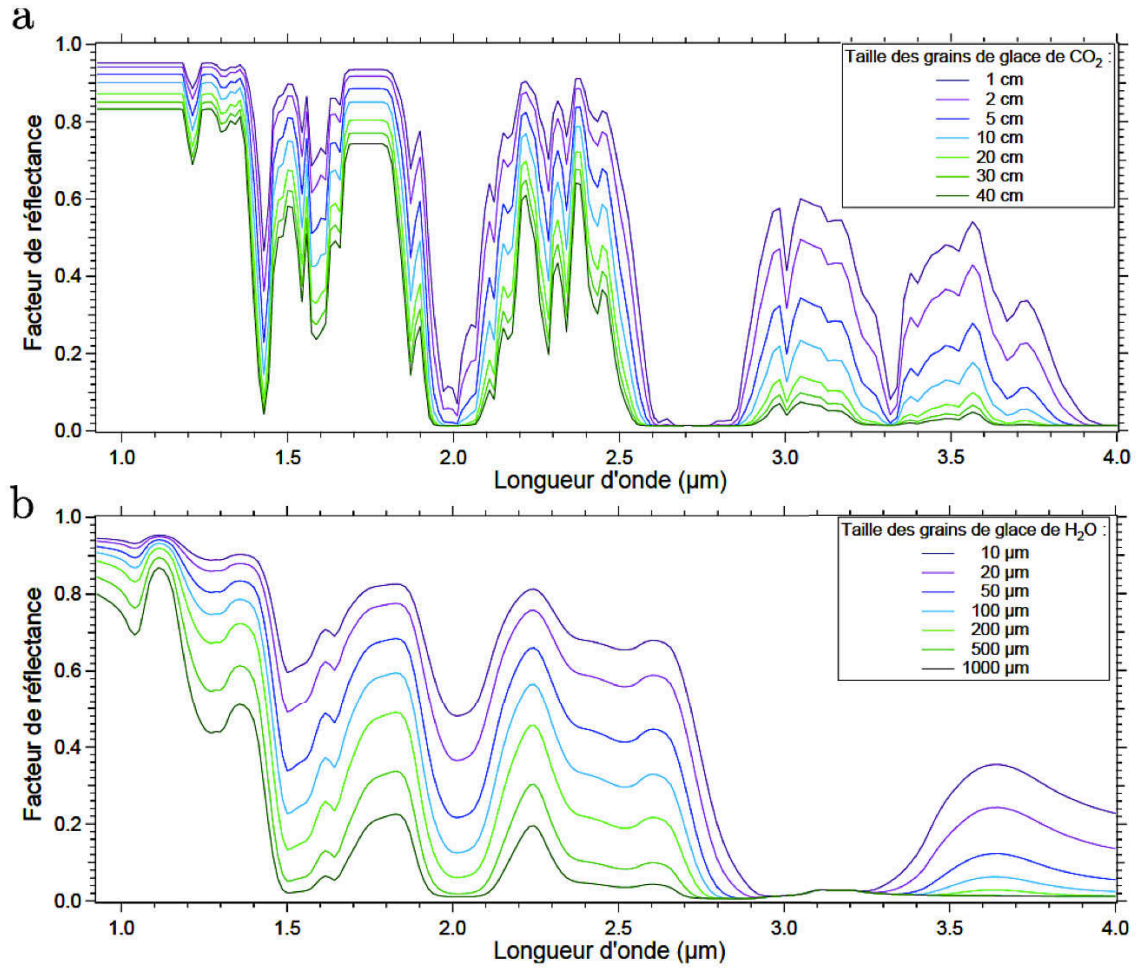 a
Facteur de réflectance
1.0
0.8
0.6
0.4
0.2
0.0
Taille des grains de glace de CO₂ :
1 cm
2 cm
5 cm
10 cm
20 cm
30 cm
40 cm
1.0 1.5 2.0 2.5 3.0 3.5 4.0
Longueur d'onde (µm)
b
Facteur de réflectance
1.0
0.8
0.6
0.4
0.2
0.0
Taille des grains de glace de H₂O :
10 µm
20 µm
50 µm
100 µm
200 µm
500 µm
1000 µm
1.0 1.5 2.0 2.5 3.0 3.5 4.0
Longueur d'onde (µm)